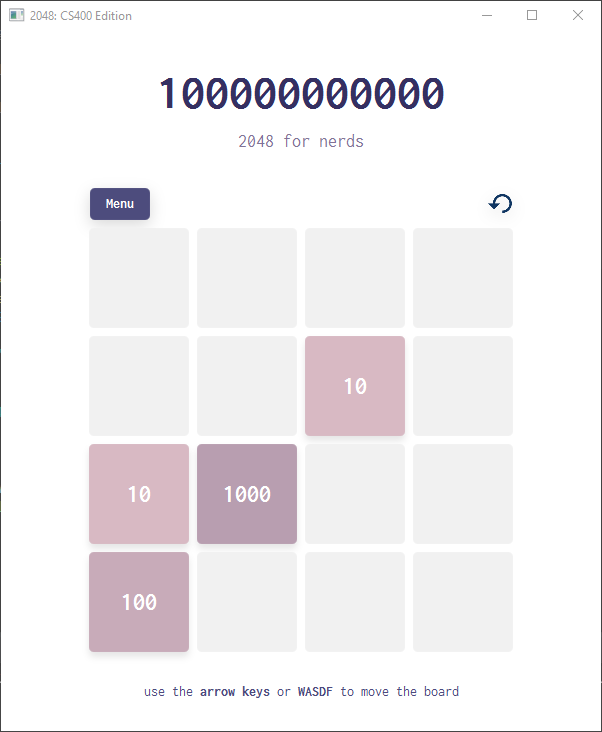 2048: CS400 Edition
100000000000
2048 for nerds
Menu
10
10 1000
100
use the arrow keys or WASDF to move the board